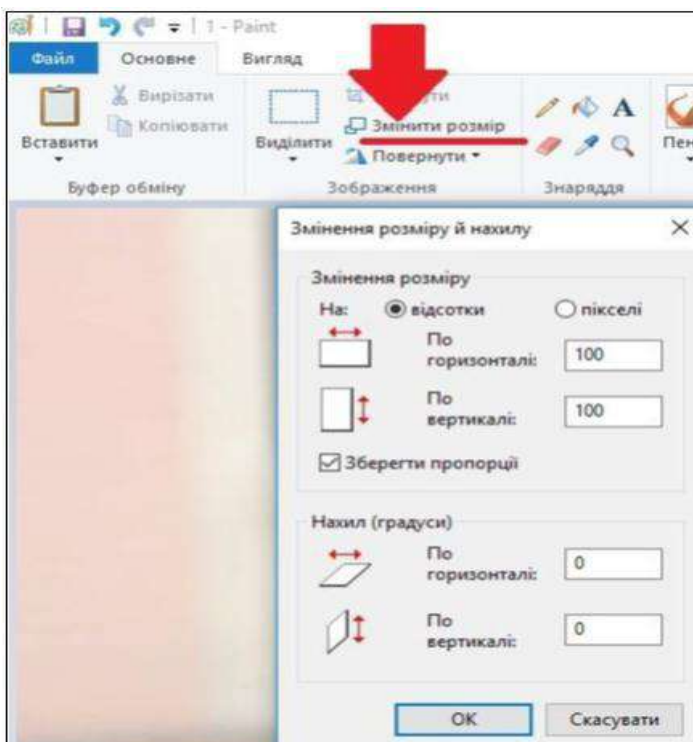 1 - Paint
Файл Основне Вигляд
Вирізати
Змінити розмір
Копіювати
Вставити
Виділити
Повернути
Буфер обміну
Зображення
Знаряддя
Змінення розміру й нахилу
Змінення розміру
На: відсотки пікселі
По
горизонталі:
100
По
вертикалі:
100
Зберегти пропорції
Нахил (градуси)
По
горизонталі:
0
По
вертикалі:
0
ОК Скасувати